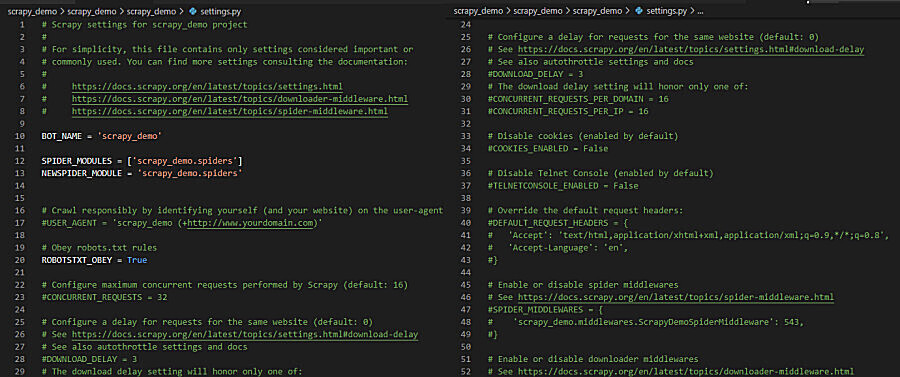 scrapy_demo > scrapy_demo > scrapy_demo > settings.py
1 # Scrapy settings for scrapy_demo project
2 #
3 # For simplicity, this file contains only settings considered important or
4 # commonly used. You can find more settings consulting the documentation:
5 #
6 #     https://docs.scrapy.org/en/latest/topics/settings.html
7 #     https://docs.scrapy.org/en/latest/topics/downloader-middleware.html
8 #     https://docs.scrapy.org/en/latest/topics/spider-middleware.html
9
10 BOT_NAME = 'scrapy_demo'
11
12 SPIDER_MODULES = ['scrapy_demo.spiders']
13 NEWSPIDER_MODULE = 'scrapy_demo.spiders'
14
15
16 # Crawl responsibly by identifying yourself (and your website) on the user-agent
17 #USER_AGENT = 'scrapy_demo (+http://www.yourdomain.com)'
18
19 # Obey robots.txt rules
20 ROBOTSTXT_OBEY = True
21
22 # Configure maximum concurrent requests performed by Scrapy (default: 16)
23 #CONCURRENT_REQUESTS = 32
24
25 # Configure a delay for requests for the same website (default: 0)
26 # See https://docs.scrapy.org/en/latest/topics/settings.html#download-delay
27 # See also autothrottle settings and docs
28 #DOWNLOAD_DELAY = 3
29 # The download delay setting will honor only one of:
scrapy_demo > scrapy_demo > scrapy_demo > settings.py > ...
24
25 # Configure a delay for requests for the same website (default: 0)
26 # See https://docs.scrapy.org/en/latest/topics/settings.html#download-delay
27 # See also autothrottle settings and docs
28 #DOWNLOAD_DELAY = 3
29 # The download delay setting will honor only one of:
30 #CONCURRENT_REQUESTS_PER_DOMAIN = 16
31 #CONCURRENT_REQUESTS_PER_IP = 16
32
33 # Disable cookies (enabled by default)
34 #COOKIES_ENABLED = False
35
36 # Disable Telnet Console (enabled by default)
37 #TELNETCONSOLE_ENABLED = False
38
39 # Override the default request headers:
40 #DEFAULT_REQUEST_HEADERS = {
41 #   'Accept': 'text/html,application/xhtml+xml,application/xml;q=0.9,*/*;q=0.8',
42 #   'Accept-Language': 'en',
43 #}
44
45 # Enable or disable spider middlewares
46 # See https://docs.scrapy.org/en/latest/topics/spider-middleware.html
47 #SPIDER_MIDDLEWARES = {
48 #    'scrapy_demo.middlewares.ScrapyDemoSpiderMiddleware': 543,
49 #}
50
51 # Enable or disable downloader middlewares
52 # See https://docs.scrapy.org/en/latest/topics/downloader-middleware.html